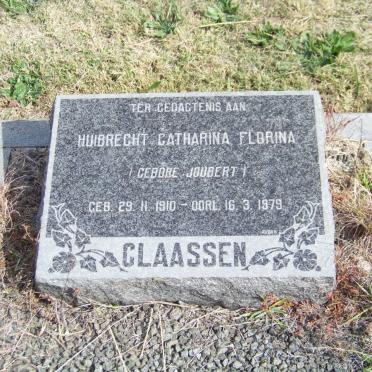 TER GEDAGTENIS AAN
HUIBRECHT CATHARINA FLORINA
(GEBORE JOUBERT)
GEB. 29. 11. 1910 - OORL. 16. 3. 1979
CLAASSEN